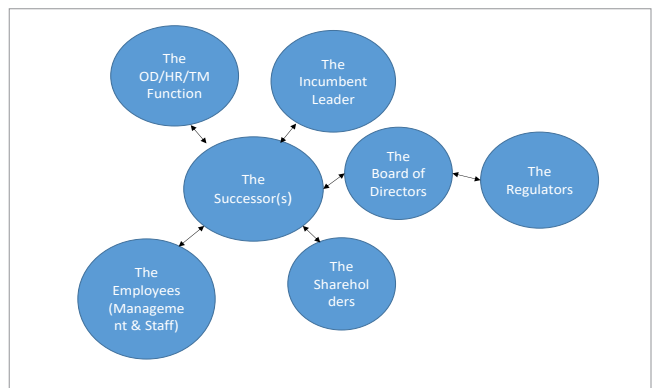 The
OD/HR/TM
Function
The
Incumbent
Leader
The
Board of
Directors
The
Regulators
The
Successor(s)
The
Employees
(Manageme
nt & Staff)
The
Sharehol
ders